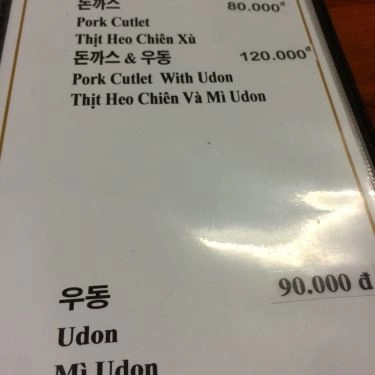 돈까스 80.000đ
Pork Cutlet
Thịt Heo Chiên Xù
돈까스 & 우동 120.000đ
Pork Cutlet With Udon
Thịt Heo Chiên Và Mì Udon
우동 90.000 đ
Udon
Mì Udon